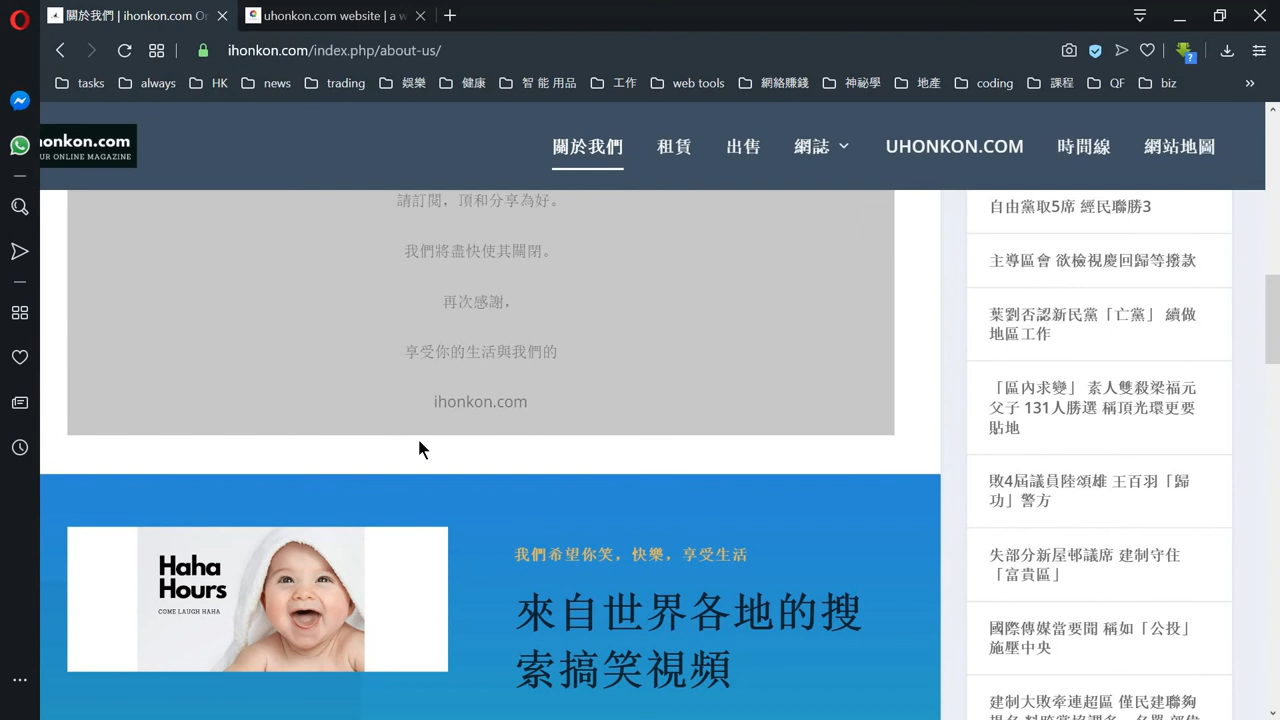 關於我們 | ihonkon.com On
uhonkon.com website | a w
ihonkon.com/index.php/about-us/
tasks always HK news trading 娛樂 健康 智能用品 工作 web tools 網絡賺錢 神祕學 地產 coding 課程 QF biz
honkon.com
UR ONLINE MAGAZINE
關於我們 租賃 出售 網誌 UHONKON.COM 時間線 網站地圖
請訂閱，頂和分享為好。
我們將盡快使其關閉。
再次感謝，
享受你的生活與我們的
ihonkon.com
Haha
Hours
COME LAUGH HAHA
我們希望你笑，快樂，享受生活
來自世界各地的搜
索搞笑視頻
自由黨取5席 經民聯勝3
主導區會 欲檢視慶回歸等撥款
葉劉否認新民黨「亡黨」 續做
地區工作
「區內求變」 素人雙殺梁福元
父子 131人勝選 稱頂光環更要
貼地
敗4屆議員陸頌雄 王百羽「歸
功」警方
失部分新屋邨議席 建制守住
「富貴區」
國際傳媒當要聞 稱如「公投」
施壓中央
建制大敗牽連超區 僅民建聯夠